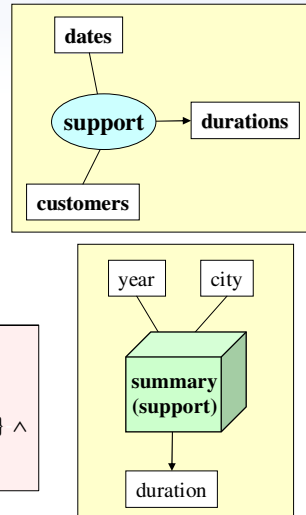 dates
support
durations
customers
year
city
summary
(support)
} ∧
duration